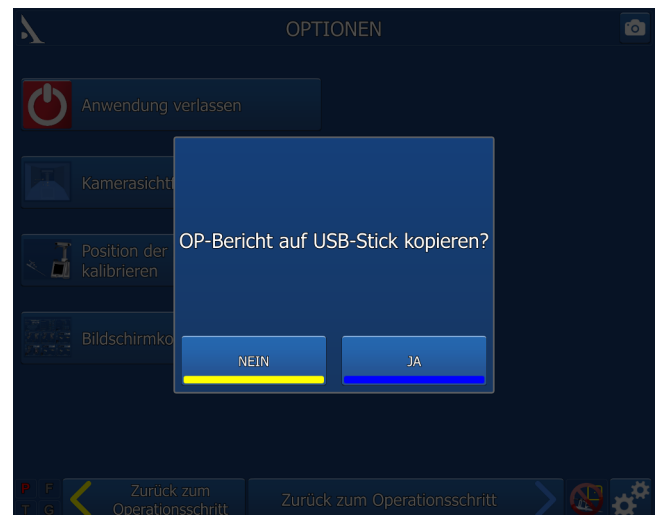 OPTIONEN
Anwendung verlassen
Kamerasicht
Position der
kalibrieren
OP-Bericht auf USB-Stick kopieren?
Bildschirmko
NEIN
JA
P F
T G
Zurück zum
Operationsschritt
Zurück zum Operationsschritt